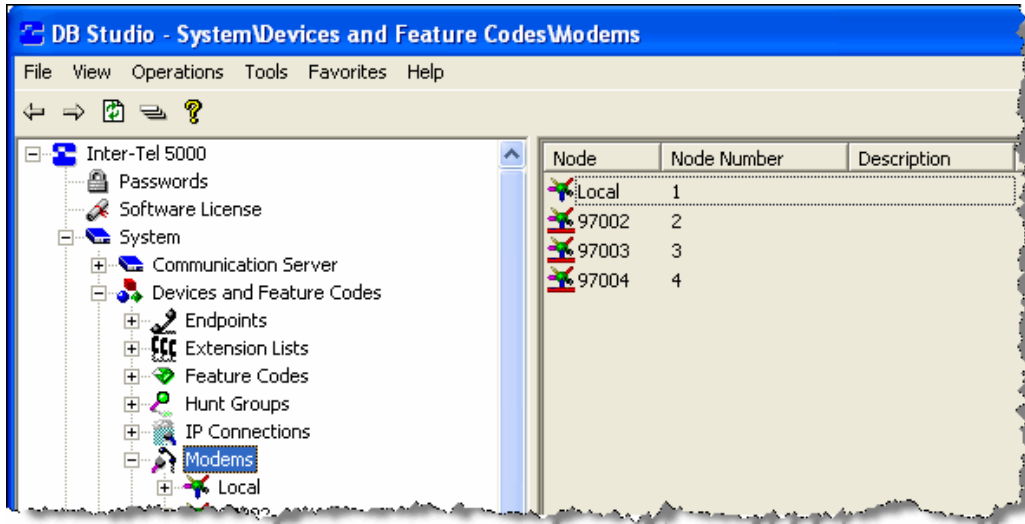 DB Studio - System\Devices and Feature Codes\Modems
File View Operations Tools Favorites Help
Inter-Tel 5000
Passwords
Software License
System
Communication Server
Devices and Feature Codes
Endpoints
Extension Lists
Feature Codes
Hunt Groups
IP Connections
Modems
Local
Node Node Number Description
Local 1
97002 2
97003 3
97004 4